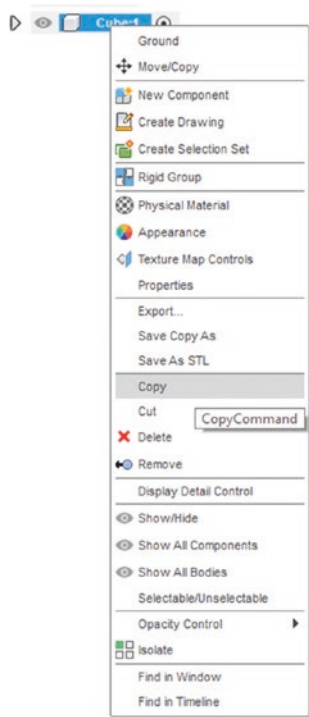 Cube:1
Ground
Move/Copy
New Component
Create Drawing
Create Selection Set
Rigid Group
Physical Material
Appearance
Texture Map Controls
Properties
Export...
Save Copy As
Save As STL
Copy
Cut
CopyCommand
Delete
Remove
Display Detail Control
Show/Hide
Show All Components
Show All Bodies
Selectable/Unselectable
Opacity Control
Isolate
Find in Window
Find in Timeline